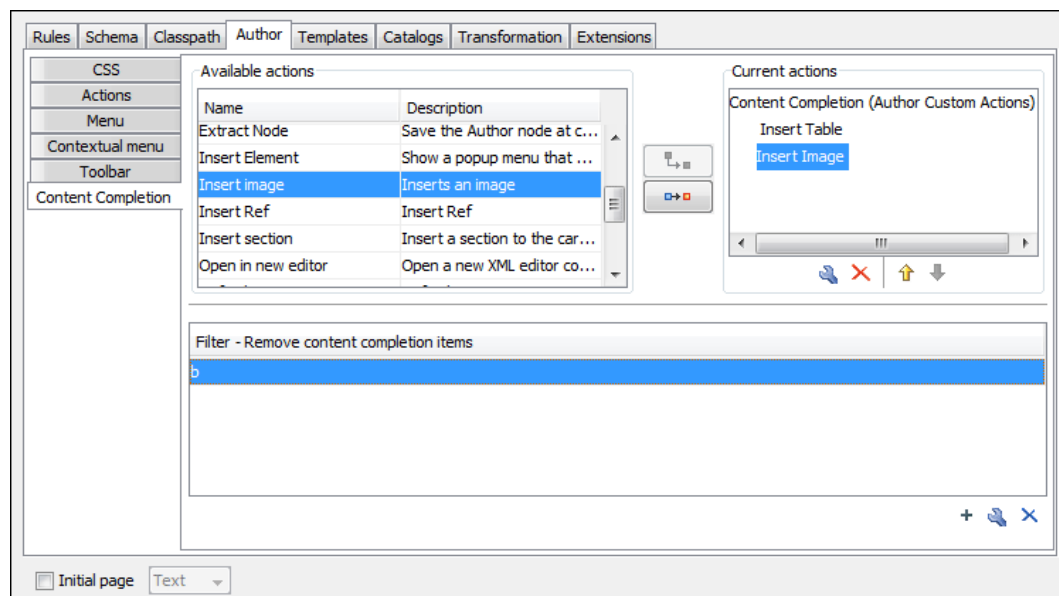 Rules Schema Classpath Author Templates Catalogs Transformation Extensions
CSS
Actions
Menu
Contextual menu
Toolbar
Content Completion
Available actions
Name Description
Extract Node Save the Author node at c...
Insert Element Show a popup menu that ...
Insert image Inserts an image
Insert Ref Insert Ref
Insert section Insert a section to the car...
Open in new editor Open a new XML editor co...
Current actions
Content Completion (Author Custom Actions)
Insert Table
Insert Image
Filter - Remove content completion items
b
Initial page Text